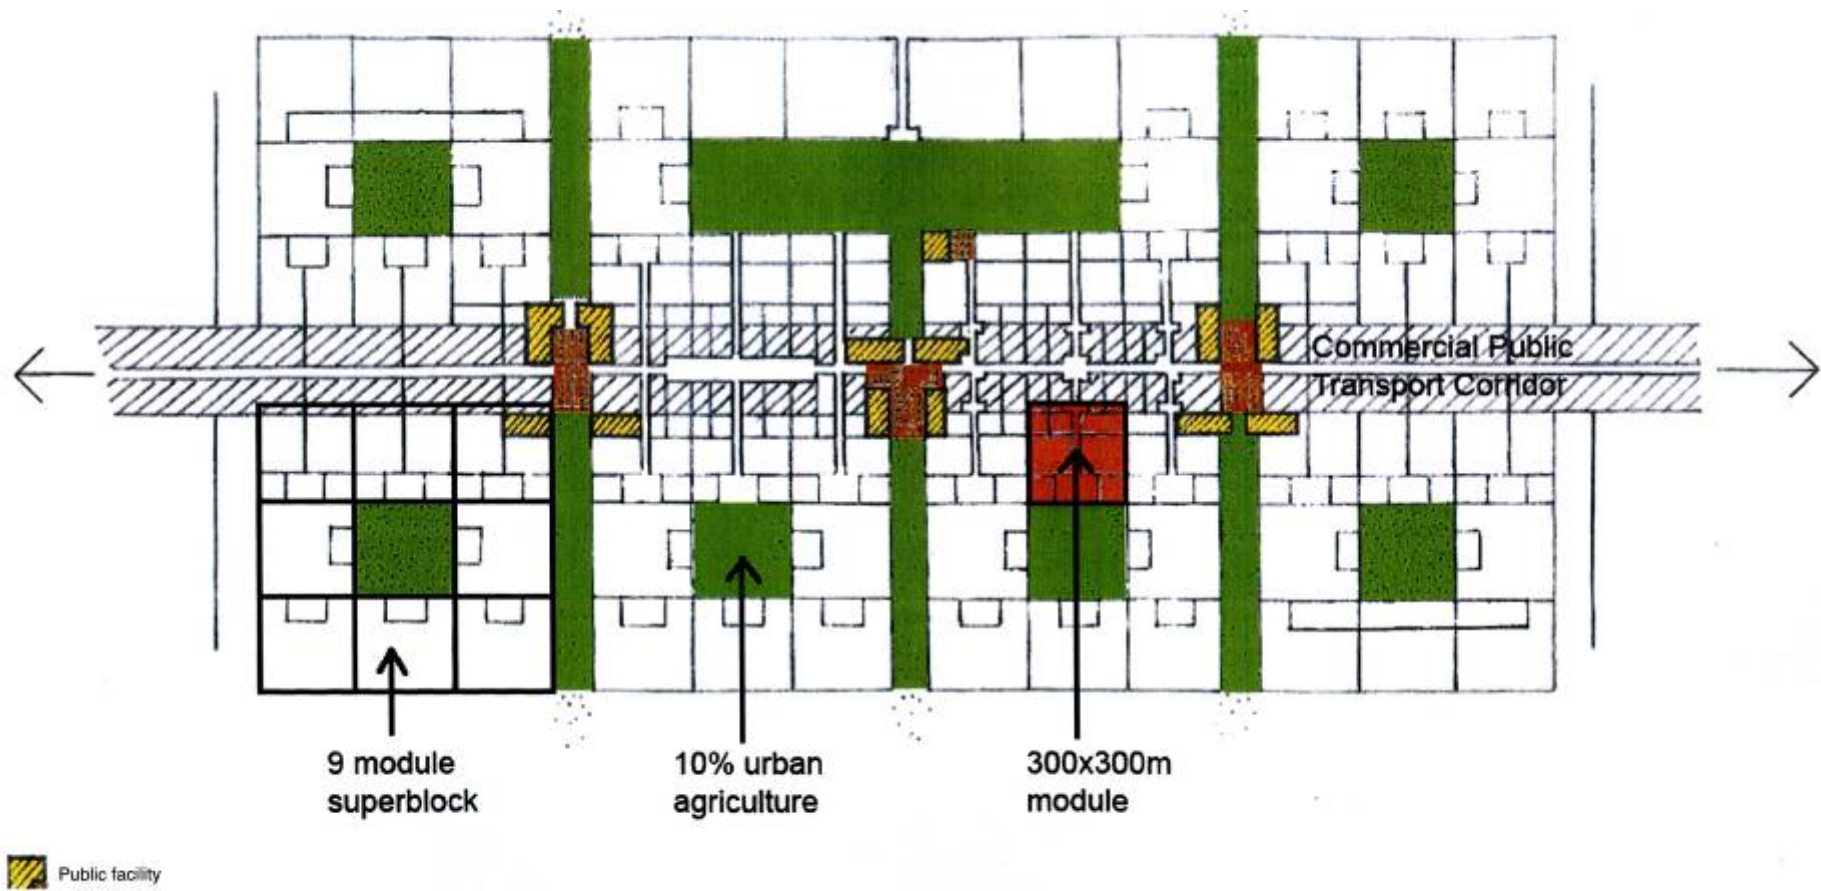 Commercial Public
Transport Corridor
9 module
superblock
10% urban
agriculture
300x300m
module
Public facility